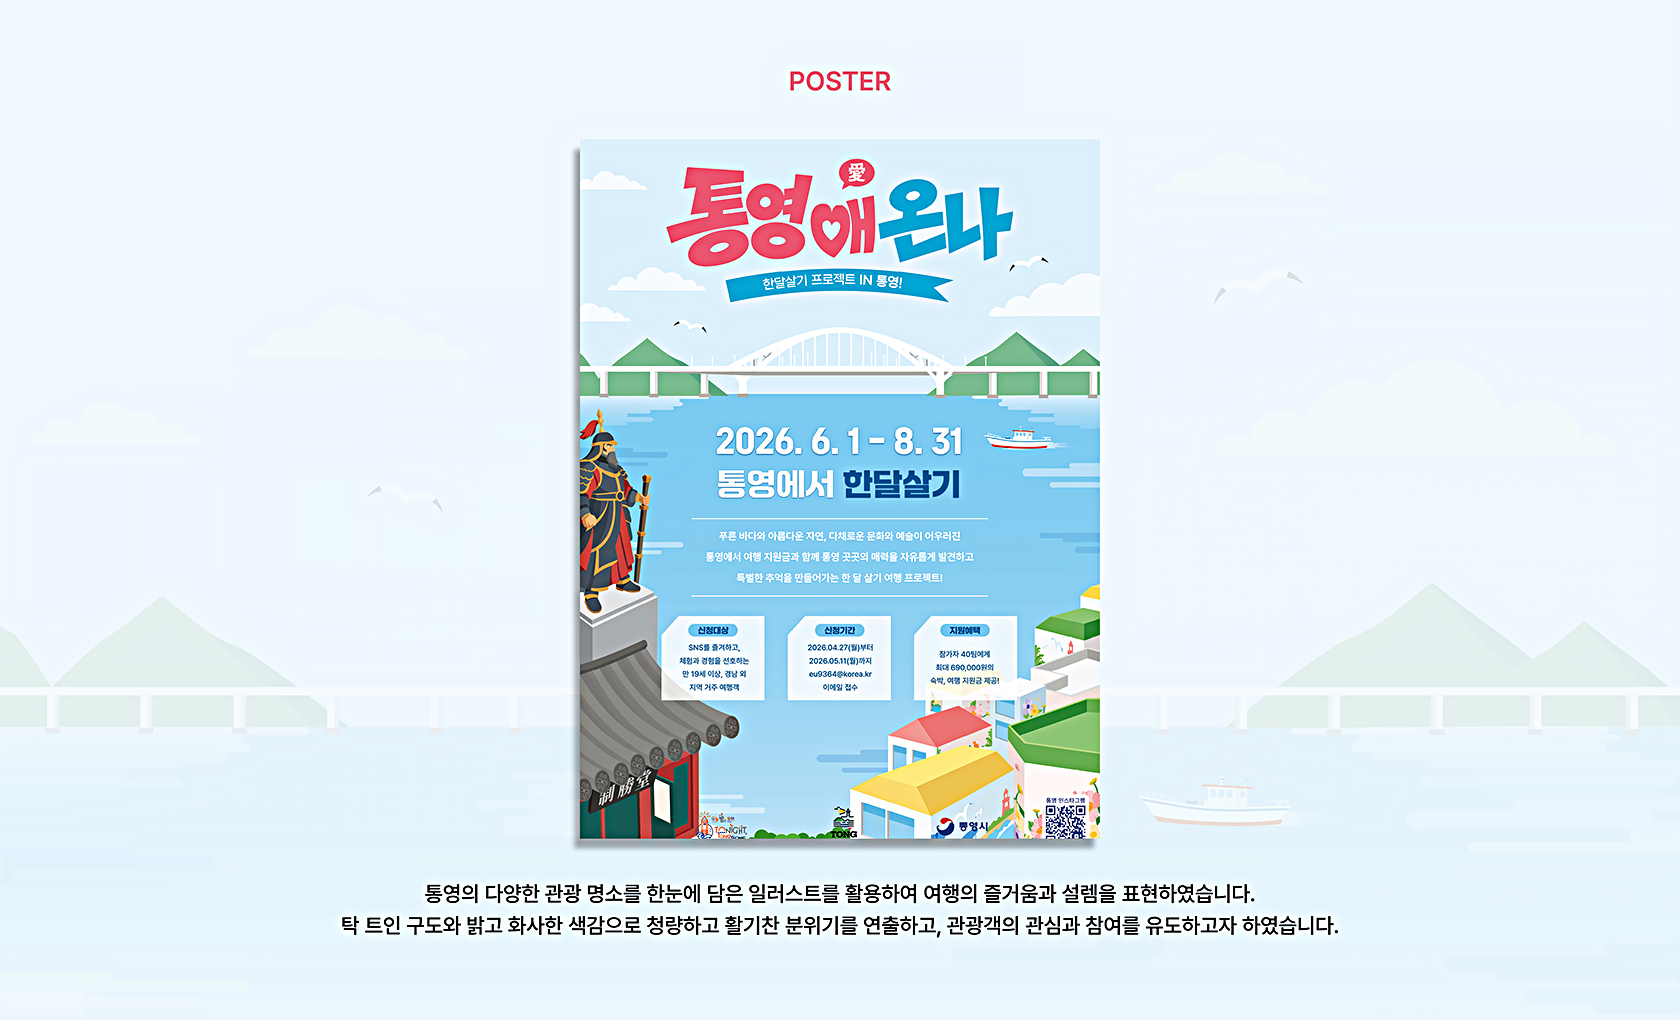 POSTER
愛
통영애온나
한달살기 프로젝트 IN 통영!
2026. 6. 1 - 8. 31
통영에서 한달살기
푸른 바다와 아름다운 자연, 다채로운 문화와 예술이 어우러진
통영에서 여행 지원금과 함께 통영 곳곳의 매력을 자유롭게 발견하고
특별한 추억을 만들어가는 한 달 살기 여행 프로젝트!
신청대상
SNS를 즐겨하고,
체험과 경험을 선호하는
만 19세 이상, 경남 외
지역 거주 여행객
신청기간
2026.04.27(월)부터
2026.05.11(월)까지
eu9364@korea.kr
이메일 접수
지원혜택
참가자 40팀에게
최대 690,000원의
숙박, 여행 지원금 제공!
制勝堂
TONIGHT,
TONG
통영시
통영 인스타그램
통영의 다양한 관광 명소를 한눈에 담은 일러스트를 활용하여 여행의 즐거움과 설렘을 표현하였습니다.
탁 트인 구도와 밝고 화사한 색감으로 청량하고 활기찬 분위기를 연출하고, 관광객의 관심과 참여를 유도하고자 하였습니다.